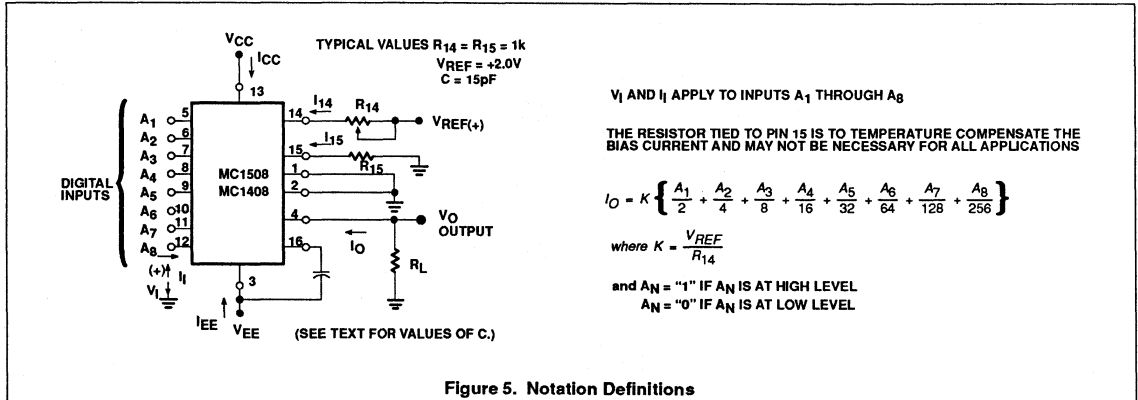 VCC
ICC
13
TYPICAL VALUES R14 = R15 = 1k
VREF = +2.0V
C = 15pF
DIGITAL
INPUTS
A1 5
A2 6
A3 7
A4 8
A5 9
A6 10
A7 11
A8 12
MC1508
MC1408
14
I14
R14
VREF(+)
15
I15
R15
1
2
4
IO
VO
OUTPUT
16
RL
(+)
II
VI
3
IEE
VEE
(SEE TEXT FOR VALUES OF C.)
VI AND II APPLY TO INPUTS A1 THROUGH A8
THE RESISTOR TIED TO PIN 15 IS TO TEMPERATURE COMPENSATE THE
BIAS CURRENT AND MAY NOT BE NECESSARY FOR ALL APPLICATIONS
IO = K { A1/2 + A2/4 + A3/8 + A4/16 + A5/32 + A6/64 + A7/128 + A8/256 }
where K = VREF/R14
and AN = "1" IF AN IS AT HIGH LEVEL
AN = "0" IF AN IS AT LOW LEVEL
Figure 5. Notation Definitions